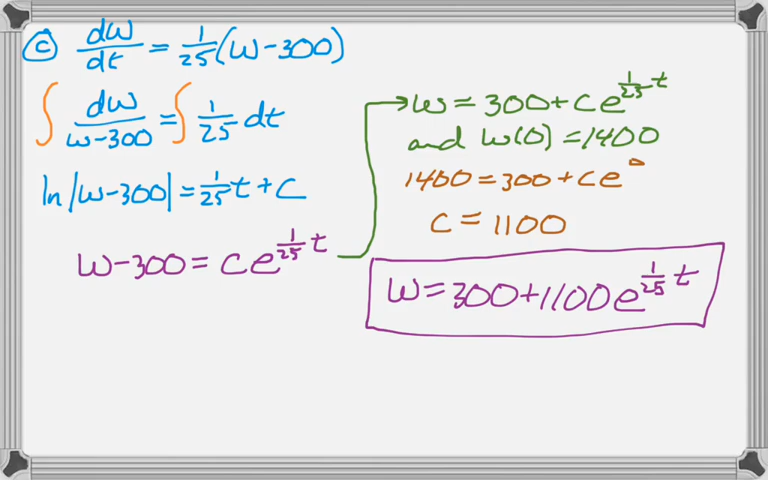 ⓒ dW/dt = 1/25(W-300)
∫ dW/W-300 = ∫ 1/25 dt
ln|W-300| = 1/25 t + C
W-300 = Ce^1/25 t
W = 300 + Ce^1/25 t
and W(0) = 1400
1400 = 300 + Ce^0
C = 1100
W = 300 + 1100e^1/25 t